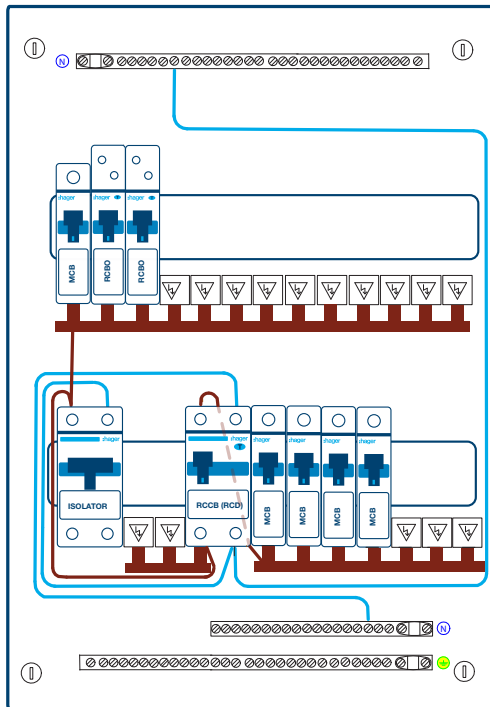 N
:hager
:hager
:hager
MCB
RCBO
RCBO
:hager
:hager
:hager
:hager
:hager
:hager
ISOLATOR
RCCB (RCD)
MCB
MCB
MCB
MCB
N